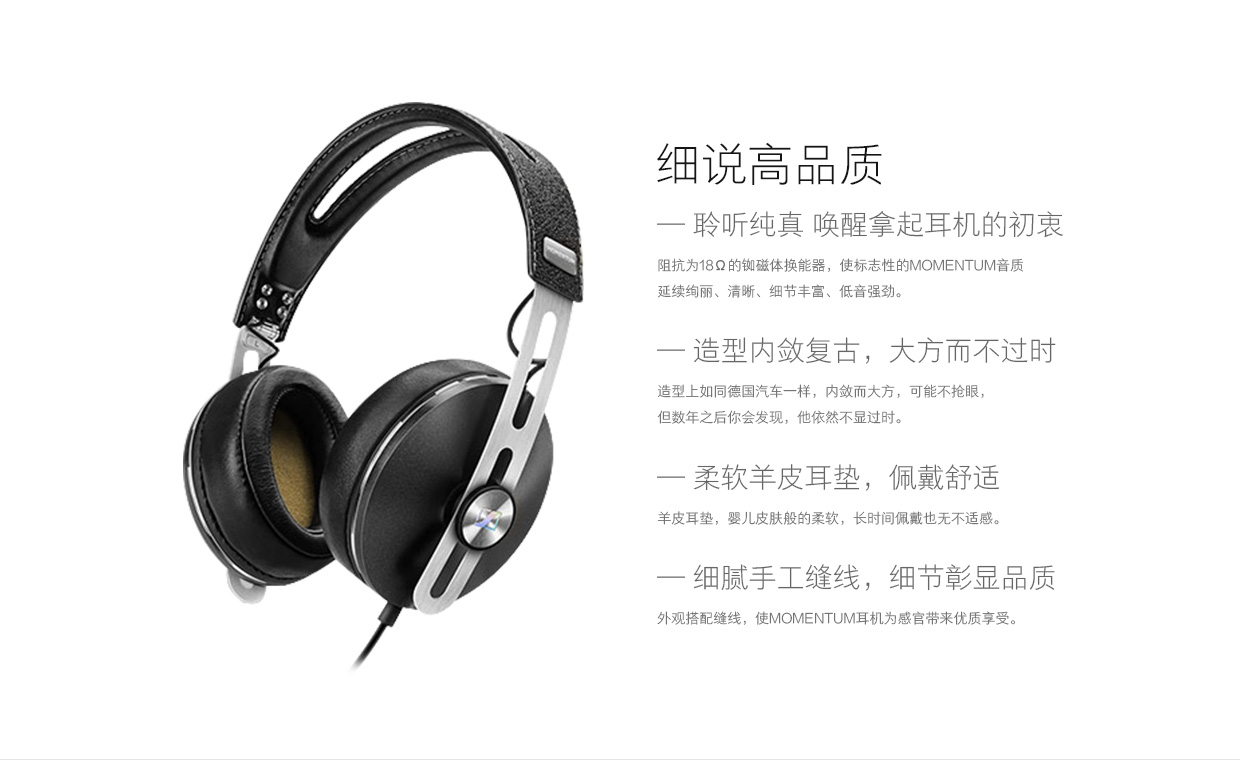 细说高品质
— 聆听纯真 唤醒拿起耳机的初衷
阻抗为18Ω的铷磁体换能器，使标志性的MOMENTUM音质
延续绚丽、清晰、细节丰富、低音强劲。
— 造型内敛复古，大方而不过时
造型上如同德国汽车一样，内敛而大方，可能不抢眼，
但数年之后你会发现，他依然不显过时。
— 柔软羊皮耳垫，佩戴舒适
羊皮耳垫，婴儿皮肤般的柔软，长时间佩戴也无不适感。
— 细腻手工缝线，细节彰显品质
外观搭配缝线，使MOMENTUM耳机为感官带来优质享受。
MOMENTUM
L